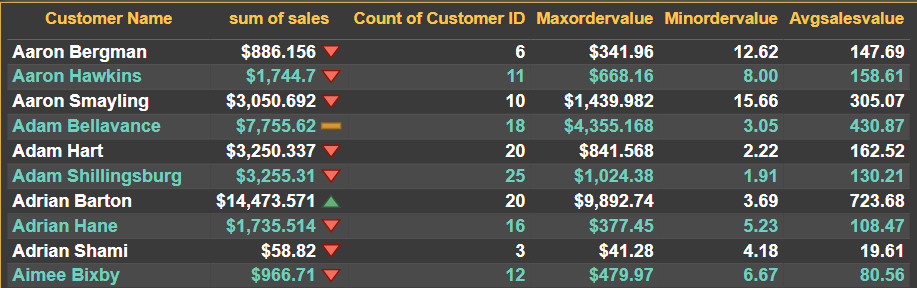 Customer Name sum of sales Count of Customer ID Maxordervalue Minordervalue Avgsalesvalue
Aaron Bergman $886.156 6 $341.96 12.62 147.69
Aaron Hawkins $1,744.7 11 $668.16 8.00 158.61
Aaron Smayling $3,050.692 10 $1,439.982 15.66 305.07
Adam Bellavance $7,755.62 18 $4,355.168 3.05 430.87
Adam Hart $3,250.337 20 $841.568 2.22 162.52
Adam Shillingsburg $3,255.31 25 $1,024.38 1.91 130.21
Adrian Barton $14,473.571 20 $9,892.74 3.69 723.68
Adrian Hane $1,735.514 16 $377.45 5.23 108.47
Adrian Shami $58.82 3 $41.28 4.18 19.61
Aimee Bixby $966.71 12 $479.97 6.67 80.56